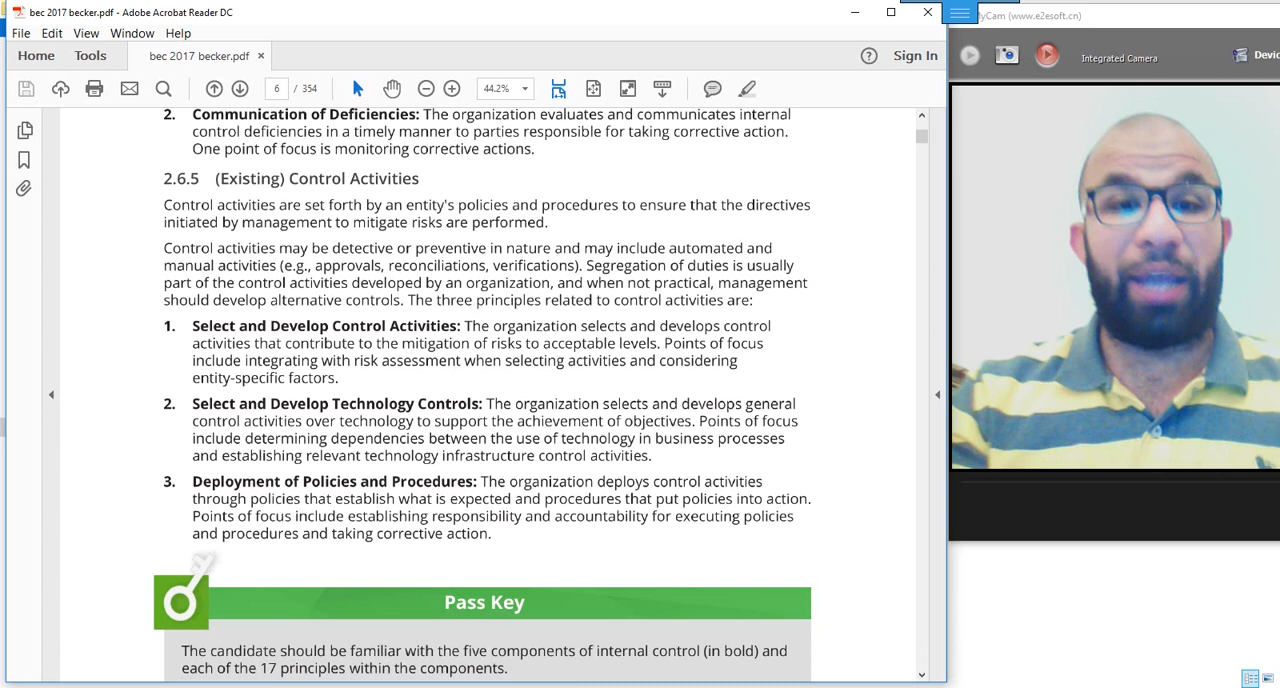 bec 2017 becker.pdf - Adobe Acrobat Reader DC
yCam (www.e2esoft.cn)
File Edit View Window Help
Home Tools bec 2017 becker.pdf × Sign In
Integrated Camera
6 / 354 44.2%
2. Communication of Deficiencies: The organization evaluates and communicates internal
control deficiencies in a timely manner to parties responsible for taking corrective action.
One point of focus is monitoring corrective actions.
2.6.5 (Existing) Control Activities
Control activities are set forth by an entity's policies and procedures to ensure that the directives
initiated by management to mitigate risks are performed.
Control activities may be detective or preventive in nature and may include automated and
manual activities (e.g., approvals, reconciliations, verifications). Segregation of duties is usually
part of the control activities developed by an organization, and when not practical, management
should develop alternative controls. The three principles related to control activities are:
1. Select and Develop Control Activities: The organization selects and develops control
activities that contribute to the mitigation of risks to acceptable levels. Points of focus
include integrating with risk assessment when selecting activities and considering
entity-specific factors.
2. Select and Develop Technology Controls: The organization selects and develops general
control activities over technology to support the achievement of objectives. Points of focus
include determining dependencies between the use of technology in business processes
and establishing relevant technology infrastructure control activities.
3. Deployment of Policies and Procedures: The organization deploys control activities
through policies that establish what is expected and procedures that put policies into action.
Points of focus include establishing responsibility and accountability for executing policies
and procedures and taking corrective action.
Pass Key
The candidate should be familiar with the five components of internal control (in bold) and
each of the 17 principles within the components.